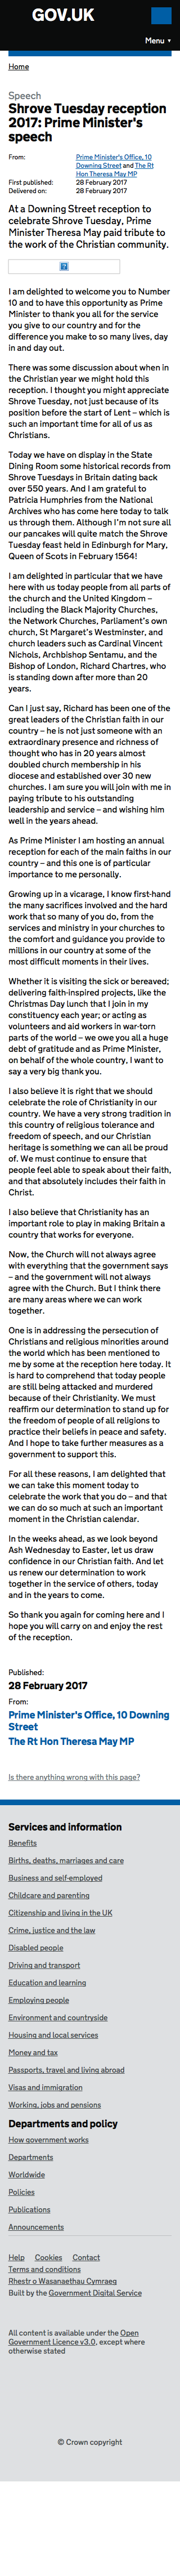 GOV.UK
Menu ▼
Home
Speech
Shrove Tuesday reception
2017: Prime Minister's
speech
From: Prime Minister's Office, 10
Downing Street and The Rt
Hon Theresa May MP
First published: 28 February 2017
Delivered on: 28 February 2017
At a Downing Street reception to
celebrate Shrove Tuesday, Prime
Minister Theresa May paid tribute to
the work of the Christian community.
I am delighted to welcome you to Number
10 and to have this opportunity as Prime
Minister to thank you all for the service
you give to our country and for the
difference you make to so many lives, day
in and day out.
There was some discussion about when in
the Christian year we might hold this
reception. I thought you might appreciate
Shrove Tuesday, not just because of its
position before the start of Lent – which is
such an important time for all of us as
Christians.
Today we have on display in the State
Dining Room some historical records from
Shrove Tuesdays in Britain dating back
over 550 years. And I am grateful to
Patricia Humphries from the National
Archives who has come here today to talk
us through them. Although I'm not sure all
our pancakes will quite match the Shrove
Tuesday feast held in Edinburgh for Mary,
Queen of Scots in February 1564!
I am delighted in particular that we have
here with us today people from all parts of
the church and the United Kingdom –
including the Black Majority Churches,
the Network Churches, Parliament's own
church, St Margaret's Westminster, and
church leaders such as Cardinal Vincent
Nichols, Archbishop Sentamu, and the
Bishop of London, Richard Chartres, who
is standing down after more than 20
years.
Can I just say, Richard has been one of the
great leaders of the Christian faith in our
country – he is not just someone with an
extraordinary presence and richness of
thought who has in 20 years almost
doubled church membership in his
diocese and established over 30 new
churches. I am sure you will join with me in
paying tribute to his outstanding
leadership and service – and wishing him
well in the years ahead.
As Prime Minister I am hosting an annual
reception for each of the main faiths in our
country – and this one is of particular
importance to me personally.
Growing up in a vicarage, I know first-hand
the many sacrifices involved and the hard
work that so many of you do, from the
services and ministry in your churches to
the comfort and guidance you provide to
millions in our country at some of the
most difficult moments in their lives.
Whether it is visiting the sick or bereaved;
delivering faith-inspired projects, like the
Christmas Day lunch that I join in my
constituency each year; or acting as
volunteers and aid workers in war-torn
parts of the world – we owe you all a huge
debt of gratitude and as Prime Minister,
on behalf of the whole country, I want to
say a very big thank you.
I also believe it is right that we should
celebrate the role of Christianity in our
country. We have a very strong tradition in
this country of religious tolerance and
freedom of speech, and our Christian
heritage is something we can all be proud
of. We must continue to ensure that
people feel able to speak about their faith,
and that absolutely includes their faith in
Christ.
I also believe that Christianity has an
important role to play in making Britain a
country that works for everyone.
Now, the Church will not always agree
with everything that the government says
– and the government will not always
agree with the Church. But I think there
are many areas where we can work
together.
One is in addressing the persecution of
Christians and religious minorities around
the world which has been mentioned to
me by some at the reception here today. It
is hard to comprehend that today people
are still being attacked and murdered
because of their Christianity. We must
reaffirm our determination to stand up for
the freedom of people of all religions to
practice their beliefs in peace and safety.
And I hope to take further measures as a
government to support this.
For all these reasons, I am delighted that
we can take this moment today to
celebrate the work that you do – and that
we can do so much at such an important
moment in the Christian calendar.
In the weeks ahead, as we look beyond
Ash Wednesday to Easter, let us draw
confidence in our Christian Faith. And let
us renew our determination to work
together in the service of others, today
and in the years to come.
So thank you again for coming here and I
hope you will carry on and enjoy the rest
of the reception.
Published:
28 February 2017
From:
Prime Minister's Office, 10 Downing
Street
The Rt Hon Theresa May MP
Is there anything wrong with this page?
Services and information
Benefits
Births, deaths, marriages and care
Business and self-employed
Childcare and parenting
Citizenship and living in the UK
Crime, justice and the law
Disabled people
Driving and transport
Education and learning
Employing people
Environment and countryside
Housing and local services
Money and tax
Passports, travel and living abroad
Visas and immigration
Working, jobs and pensions
Departments and policy
How government works
Departments
Worldwide
Policies
Publications
Announcements
Help Cookies Contact
Terms and conditions
Rhestr o Wasanaethau Cymraeg
Built by the Government Digital Service
All content is available under the Open
Government Licence v3.0, except where
otherwise stated
© Crown copyright